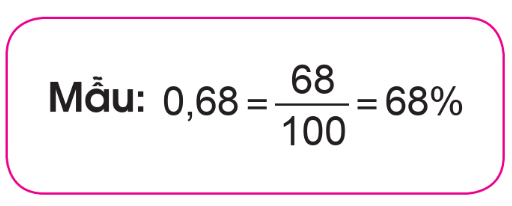 Mẫu: 0,68 = 68/100 = 68%